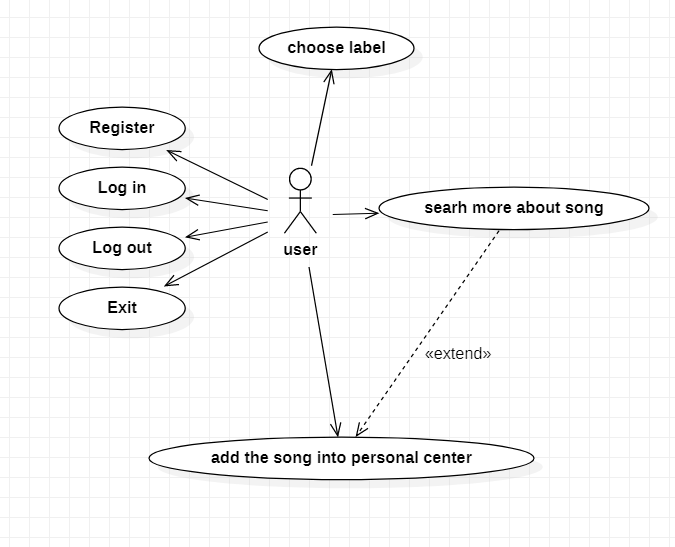 choose label
Register
Log in
searh more about song
Log out
user
Exit
«extend»
add the song into personal center